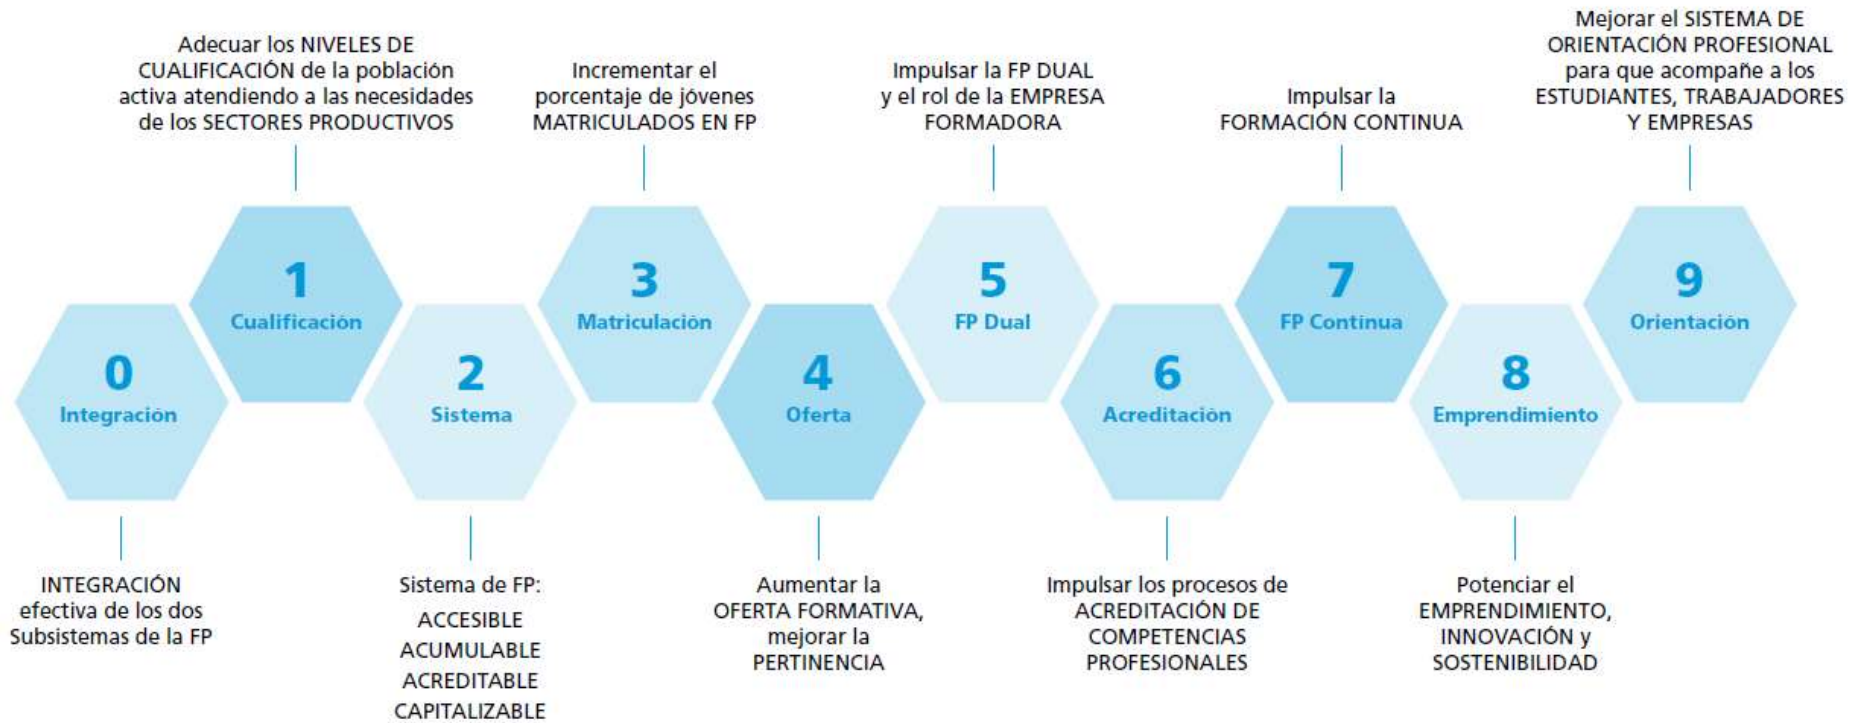 Adecuar los NIVELES DE
CUALIFICACIÓN de la población
activa atendiendo a las necesidades
de los SECTORES PRODUCTIVOS
Incrementar el
porcentaje de jóvenes
MATRICULADOS EN FP
Impulsar la FP DUAL
y el rol de la EMPRESA
FORMADORA
Impulsar la
FORMACIÓN CONTINUA
Mejorar el SISTEMA DE
ORIENTACIÓN PROFESIONAL
para que acompañe a los
ESTUDIANTES, TRABAJADORES
Y EMPRESAS
0
Integración
1
Cualificación
2
Sistema
3
Matriculación
4
Oferta
5
FP Dual
6
Acreditación
7
FP Contínua
8
Emprendimiento
9
Orientación
INTEGRACIÓN
efectiva de los dos
Subsistemas de la FP
Sistema de FP:
ACCESIBLE
ACUMULABLE
ACREDITABLE
CAPITALIZABLE
Aumentar la
OFERTA FORMATIVA,
mejorar la
PERTINENCIA
Impulsar los procesos de
ACREDITACIÓN DE
COMPETENCIAS
PROFESIONALES
Potenciar el
EMPRENDIMIENTO,
INNOVACIÓN y
SOSTENIBILIDAD